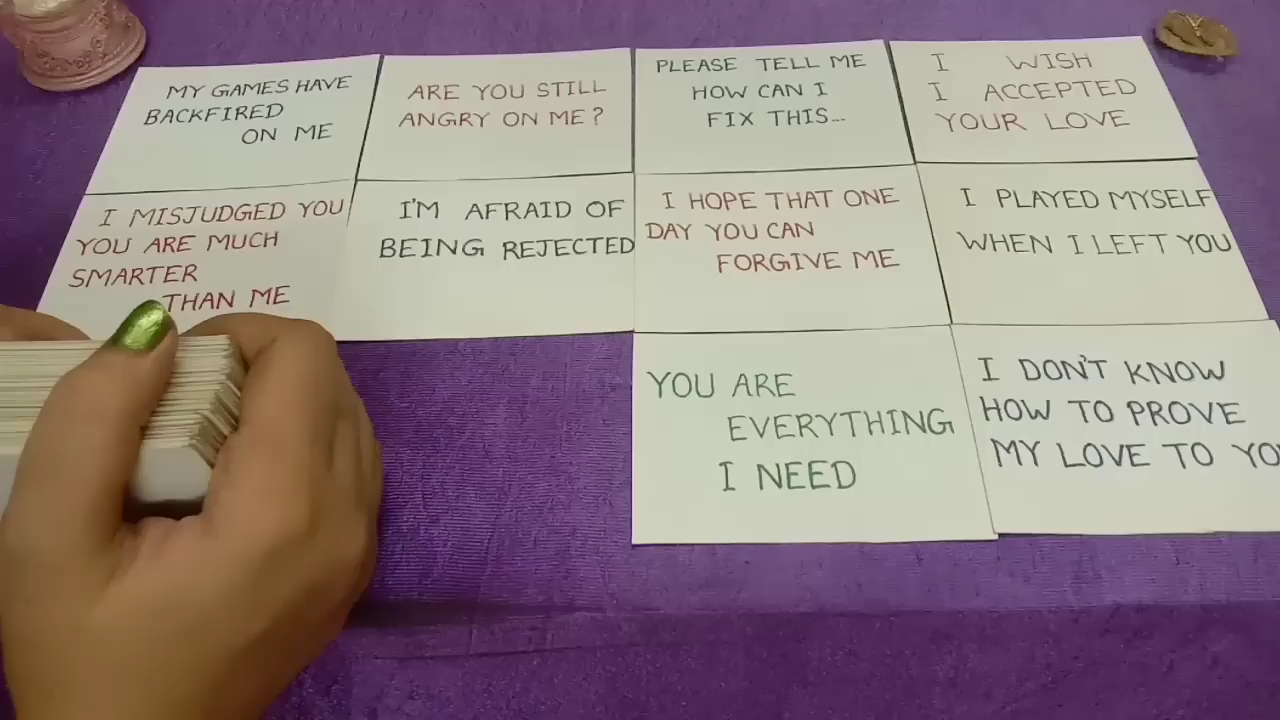 MY GAMES HAVE
BACKFIRED
ON ME
ARE YOU STILL
ANGRY ON ME?
PLEASE TELL ME
HOW CAN I
FIX THIS...
I WISH
I ACCEPTED
YOUR LOVE
I MISJUDGED YOU
YOU ARE MUCH
SMARTER
THAN ME
I'M AFRAID OF
BEING REJECTED
I HOPE THAT ONE
DAY YOU CAN
FORGIVE ME
I PLAYED MYSELF
WHEN I LEFT YOU
YOU ARE
EVERYTHING
I NEED
I DON'T KNOW
HOW TO PROVE
MY LOVE TO YO